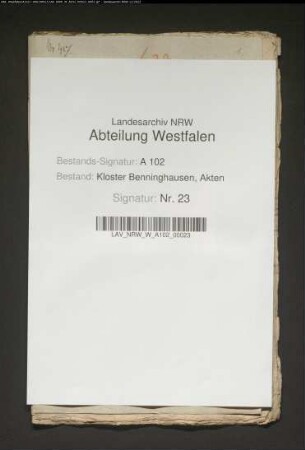 Landesarchiv NRW
Abteilung Westfalen
Bestands-Signatur: A 102
Bestand: Kloster Benninghausen, Akten
Signatur: Nr. 23
LAV_NRW_W_A102_00023